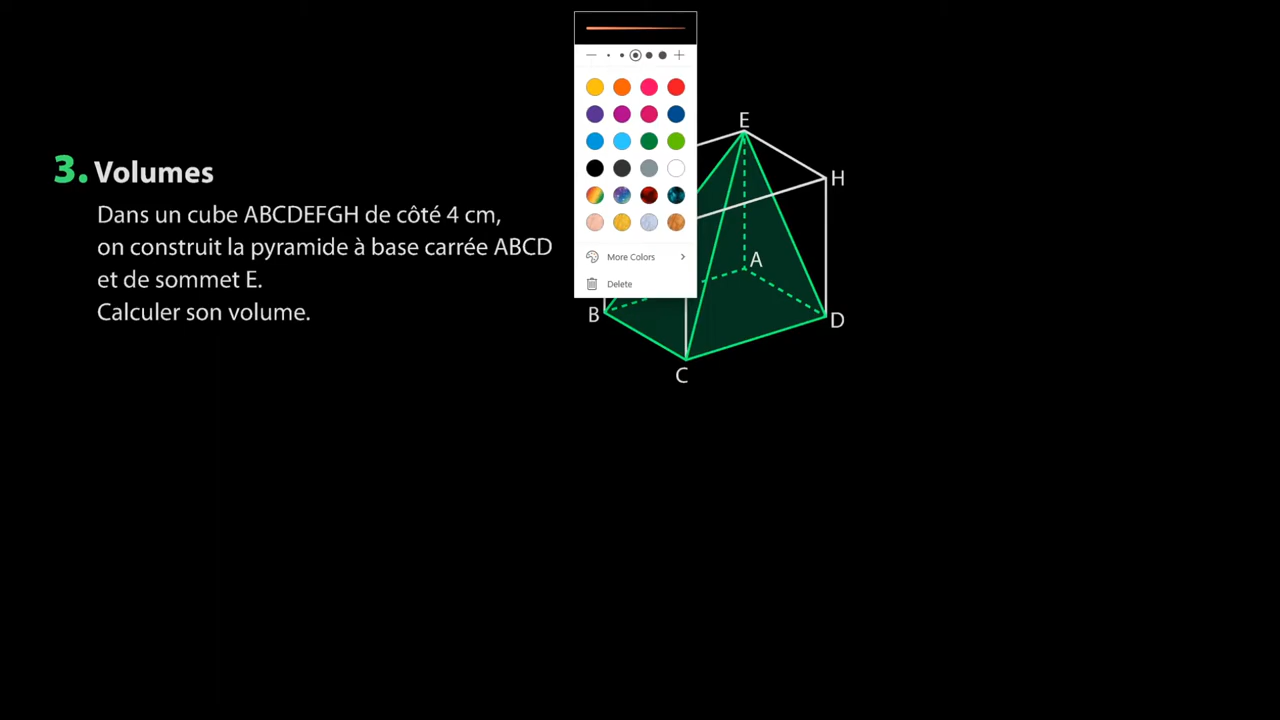 3. Volumes
Dans un cube ABCDEFGH de côté 4 cm,
on construit la pyramide à base carrée ABCD
et de sommet E.
Calculer son volume.
More Colors
Delete
E
H
A
B
D
C